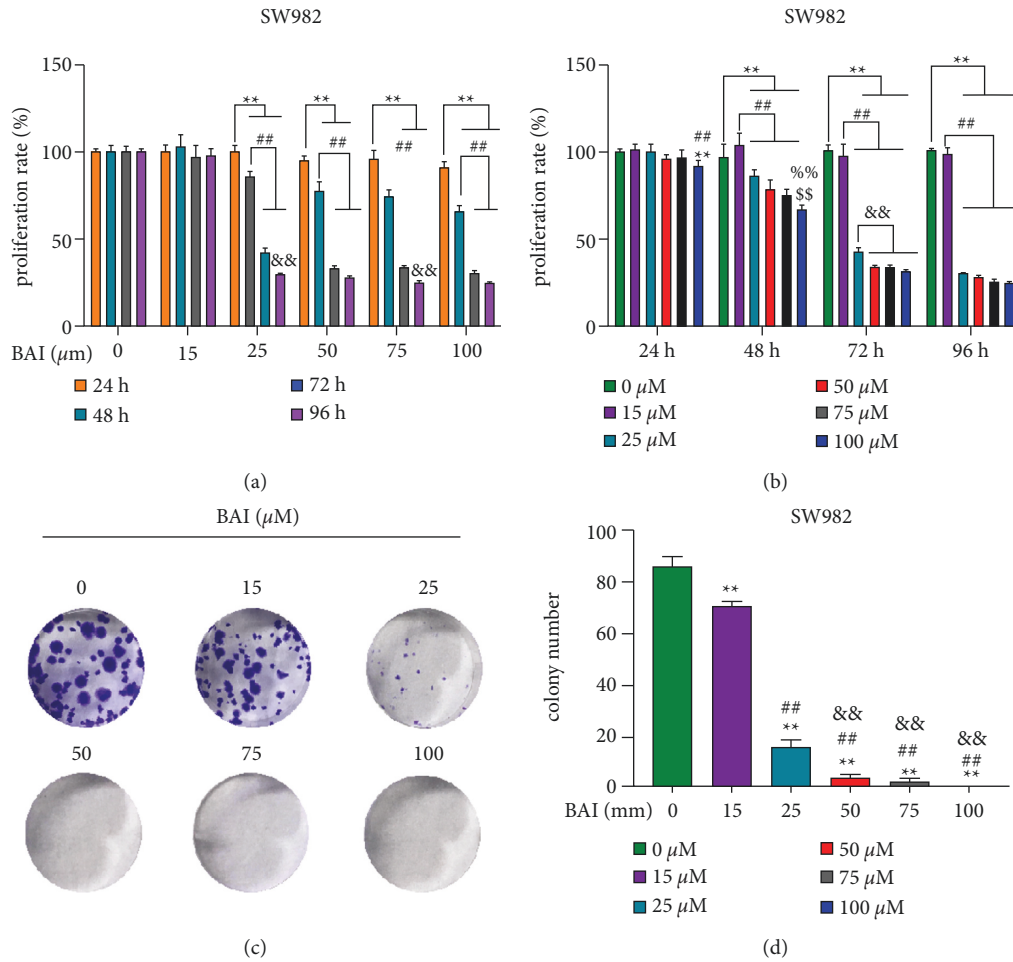 SW982
proliferation rate (%)
150
100
50
0
** ** ** **
## ## ## ##
&& &&
BAI (µm) 0 15 25 50 75 100
24 h 72 h
48 h 96 h
(a)
SW982
proliferation rate (%)
150
100
50
0
** ** **
## ## ##
##
**
%%
$$
&&
24 h 48 h 72 h 96 h
0 µM 50 µM
15 µM 75 µM
25 µM 100 µM
(b)
BAI (µM)
0 15 25
50 75 100
(c)
SW982
colony number
100
80
60
40
20
0
**
&& && &&
## ## ## ##
** ** ** **
BAI (mm) 0 15 25 50 75 100
0 µM 50 µM
15 µM 75 µM
25 µM 100 µM
(d)